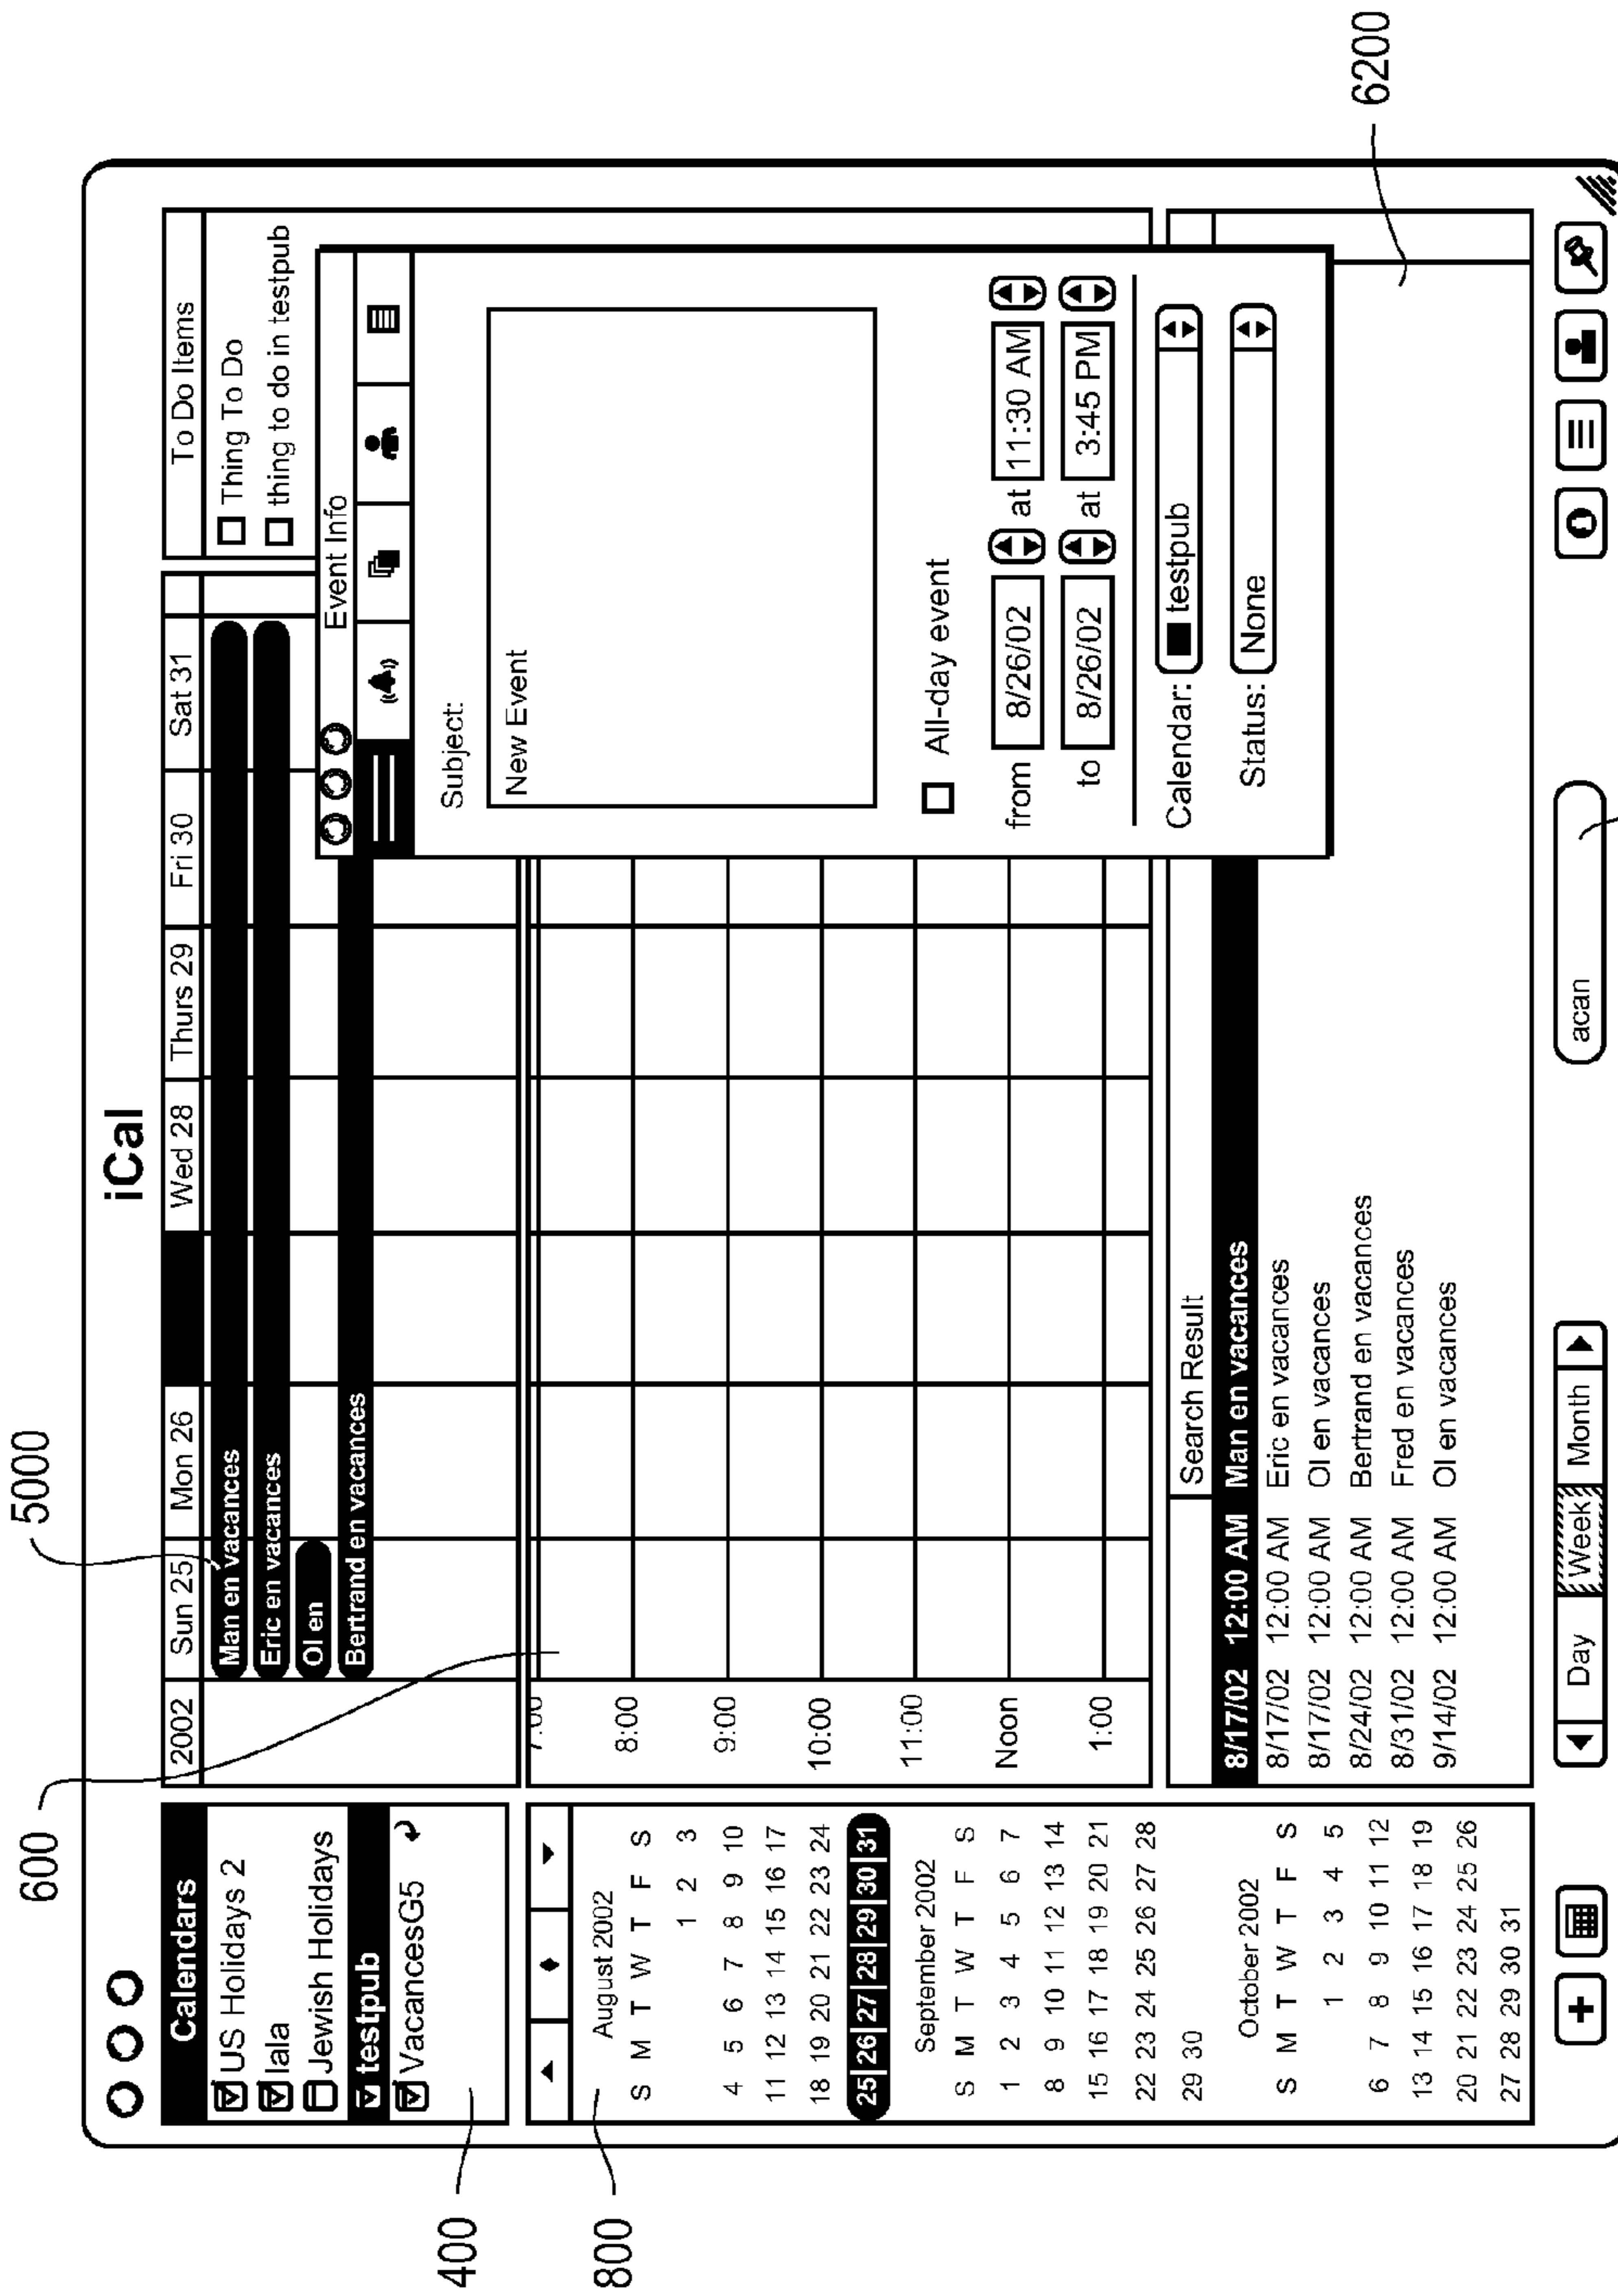 600
5000
iCal
Calendars
US Holidays 2
lala
Jewish Holidays
testpub
VacancesG5
400
800
August 2002
S M T W T F S
1 2 3
4 5 6 7 8 9 10
11 12 13 14 15 16 17
18 19 20 21 22 23 24
25 26 27 28 29 30 31
September 2002
S M T W T F S
1 2 3 4 5 6 7
8 9 10 11 12 13 14
15 16 17 18 19 20 21
22 23 24 25 26 27 28
29 30
October 2002
S M T W T F S
1 2 3 4 5
6 7 8 9 10 11 12
13 14 15 16 17 18 19
20 21 22 23 24 25 26
27 28 29 30 31
2002 Sun 25 Mon 26 Wed 28 Thurs 29 Fri 30 Sat 31
Man en vacances
Eric en vacances
Ol en
Bertrand en vacances
7:00
8:00
9:00
10:00
11:00
Noon
1:00
To Do Items
Thing To Do
thing to do in testpub
Event Info
Subject:
New Event
All-day event
from 8/26/02 at 11:30 AM
to 8/26/02 at 3:45 PM
Calendar: testpub
Status: None
Search Result
8/17/02 12:00 AM Man en vacances
8/17/02 12:00 AM Eric en vacances
8/17/02 12:00 AM Ol en vacances
8/24/02 12:00 AM Bertrand en vacances
8/31/02 12:00 AM Fred en vacances
9/14/02 12:00 AM Ol en vacances
6200
+
Day Week Month
acan